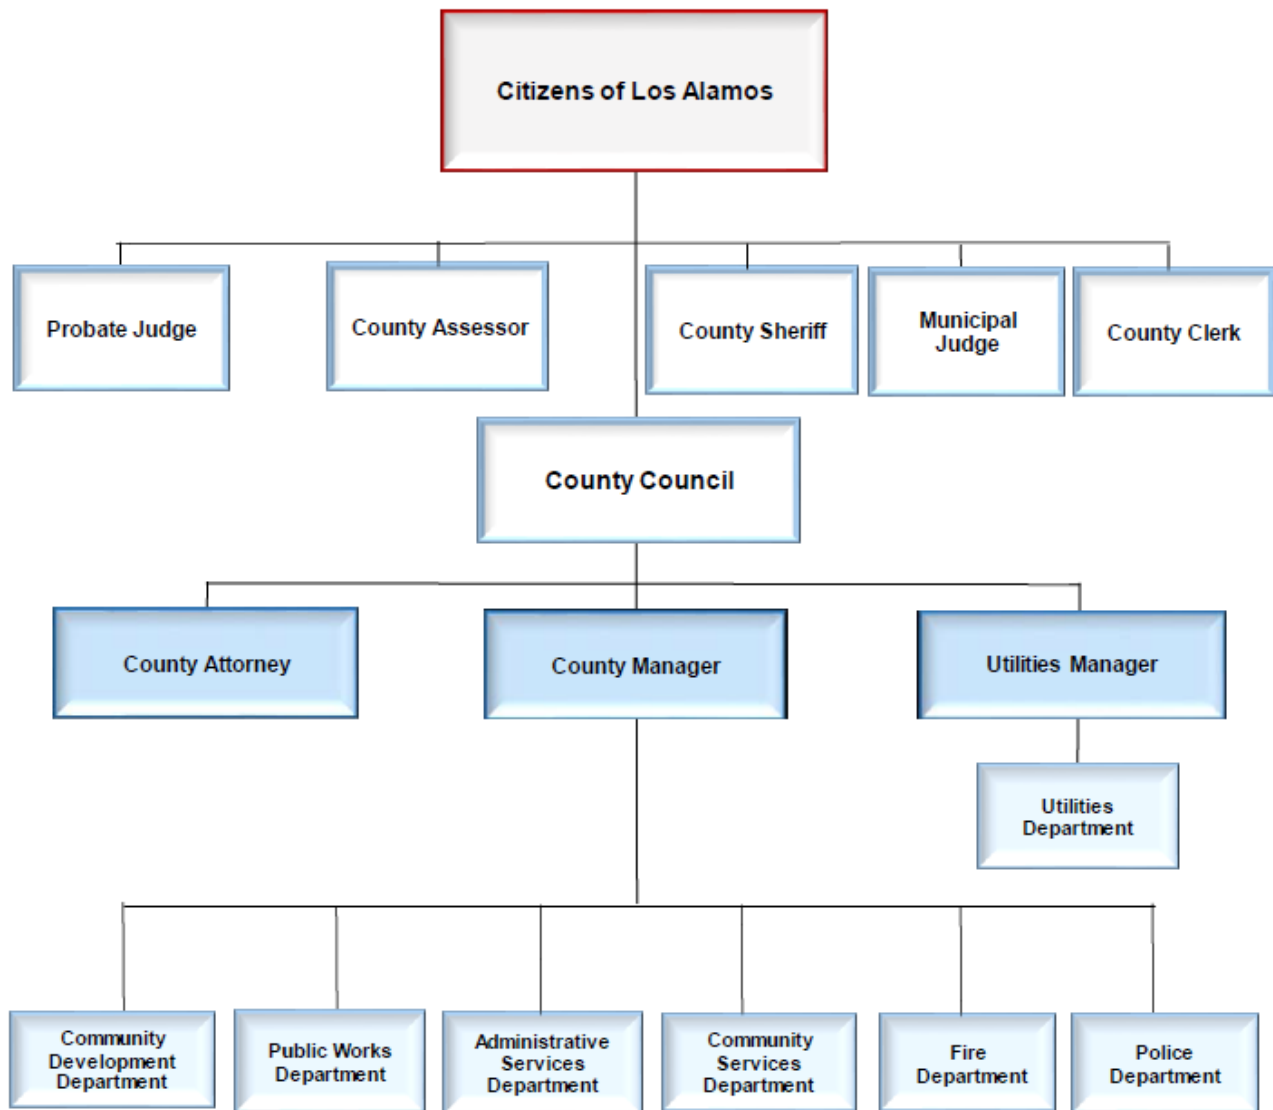 Citizens of Los Alamos
Probate Judge
County Assessor
County Sheriff
Municipal
Judge
County Clerk
County Council
County Attorney
County Manager
Utilities Manager
Utilities
Department
Community
Development
Department
Public Works
Department
Administrative
Services
Department
Community
Services
Department
Fire
Department
Police
Department